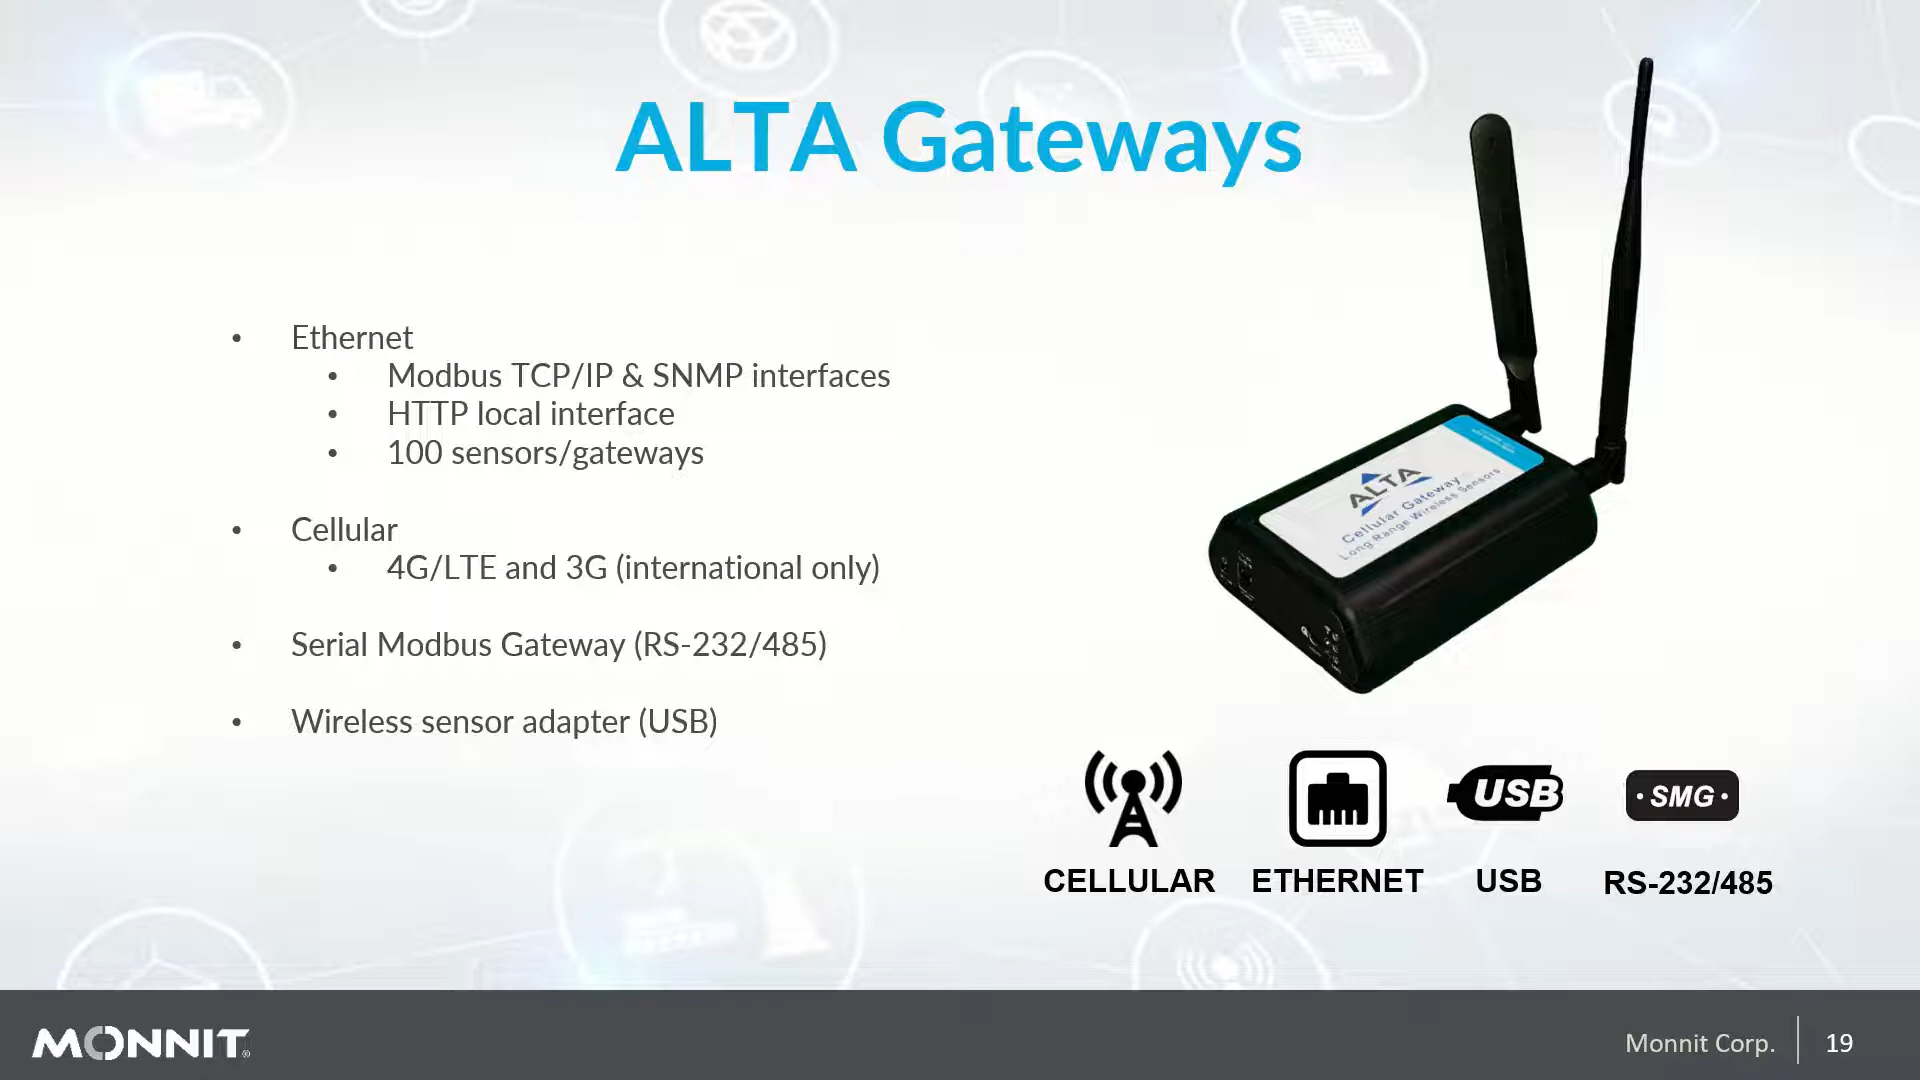 ALTA Gateways
• Ethernet
• Modbus TCP/IP & SNMP interfaces
• HTTP local interface
• 100 sensors/gateways
• Cellular
• 4G/LTE and 3G (international only)
• Serial Modbus Gateway (RS-232/485)
• Wireless sensor adapter (USB)
ALTA
Cellular Gateway
Long Range Wireless Sensors
USB
• SMG •
CELLULAR
ETHERNET
USB
RS-232/485
MONNIT®
Monnit Corp.
19